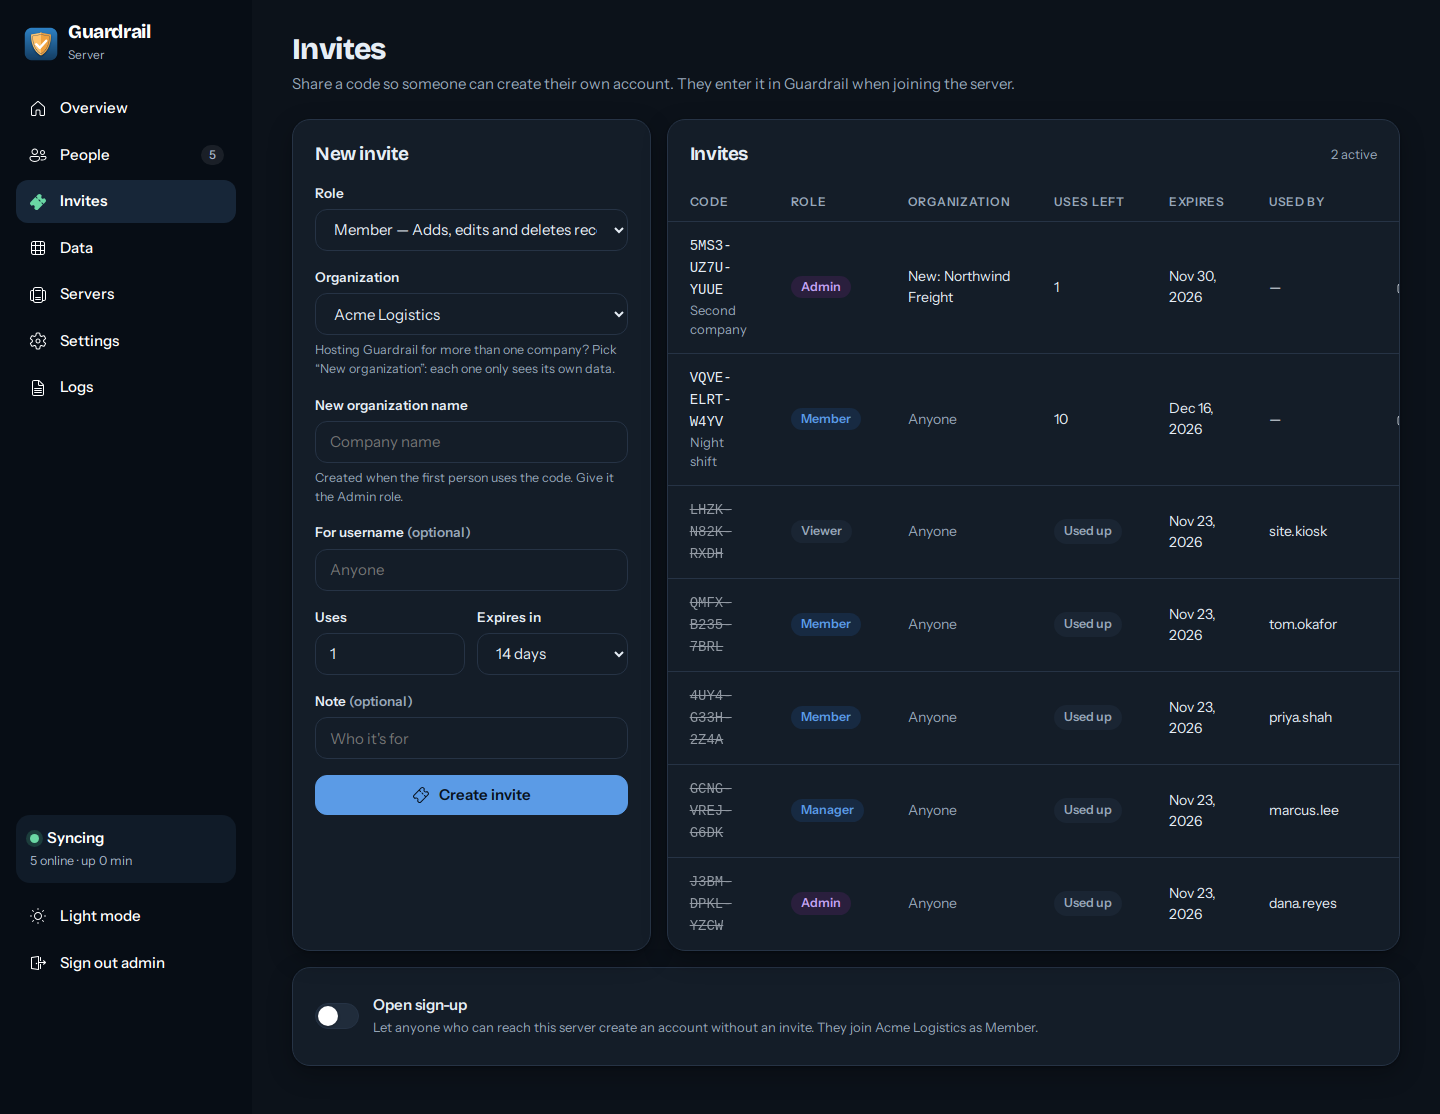 Guardrail
Server
Overview
People
5
Invites
Data
Servers
Settings
Logs
Syncing
5 online · up 0 min
Light mode
Sign out admin
Invites
Share a code so someone can create their own account. They enter it in Guardrail when joining the server.
New invite
Role
Member — Adds, edits and deletes rec
Organization
Acme Logistics
Hosting Guardrail for more than one company? Pick
“New organization”: each one only sees its own data.
New organization name
Company name
Created when the first person uses the code. Give it
the Admin role.
For username (optional)
Anyone
Uses
Expires in
1
14 days
Note (optional)
Who it's for
Create invite
Invites
2 active
CODE ROLE ORGANIZATION USES LEFT EXPIRES USED BY
5MS3-
UZ7U-
YUUE
Second
company
Admin
New: Northwind
Freight
1
Nov 30,
2026
—
VQVE-
ELRT-
W4YV
Night
shift
Member
Anyone
10
Dec 16,
2026
—
LHZK-
N82K-
RXDH
Viewer
Anyone
Used up
Nov 23,
2026
site.kiosk
QMFX-
B235-
7BRL
Member
Anyone
Used up
Nov 23,
2026
tom.okafor
4UY4-
G33H-
2Z4A
Member
Anyone
Used up
Nov 23,
2026
priya.shah
GCNG-
VREJ-
G6DK
Manager
Anyone
Used up
Nov 23,
2026
marcus.lee
J3BM-
DPKL-
YZCW
Admin
Anyone
Used up
Nov 23,
2026
dana.reyes
Open sign-up
Let anyone who can reach this server create an account without an invite. They join Acme Logistics as Member.